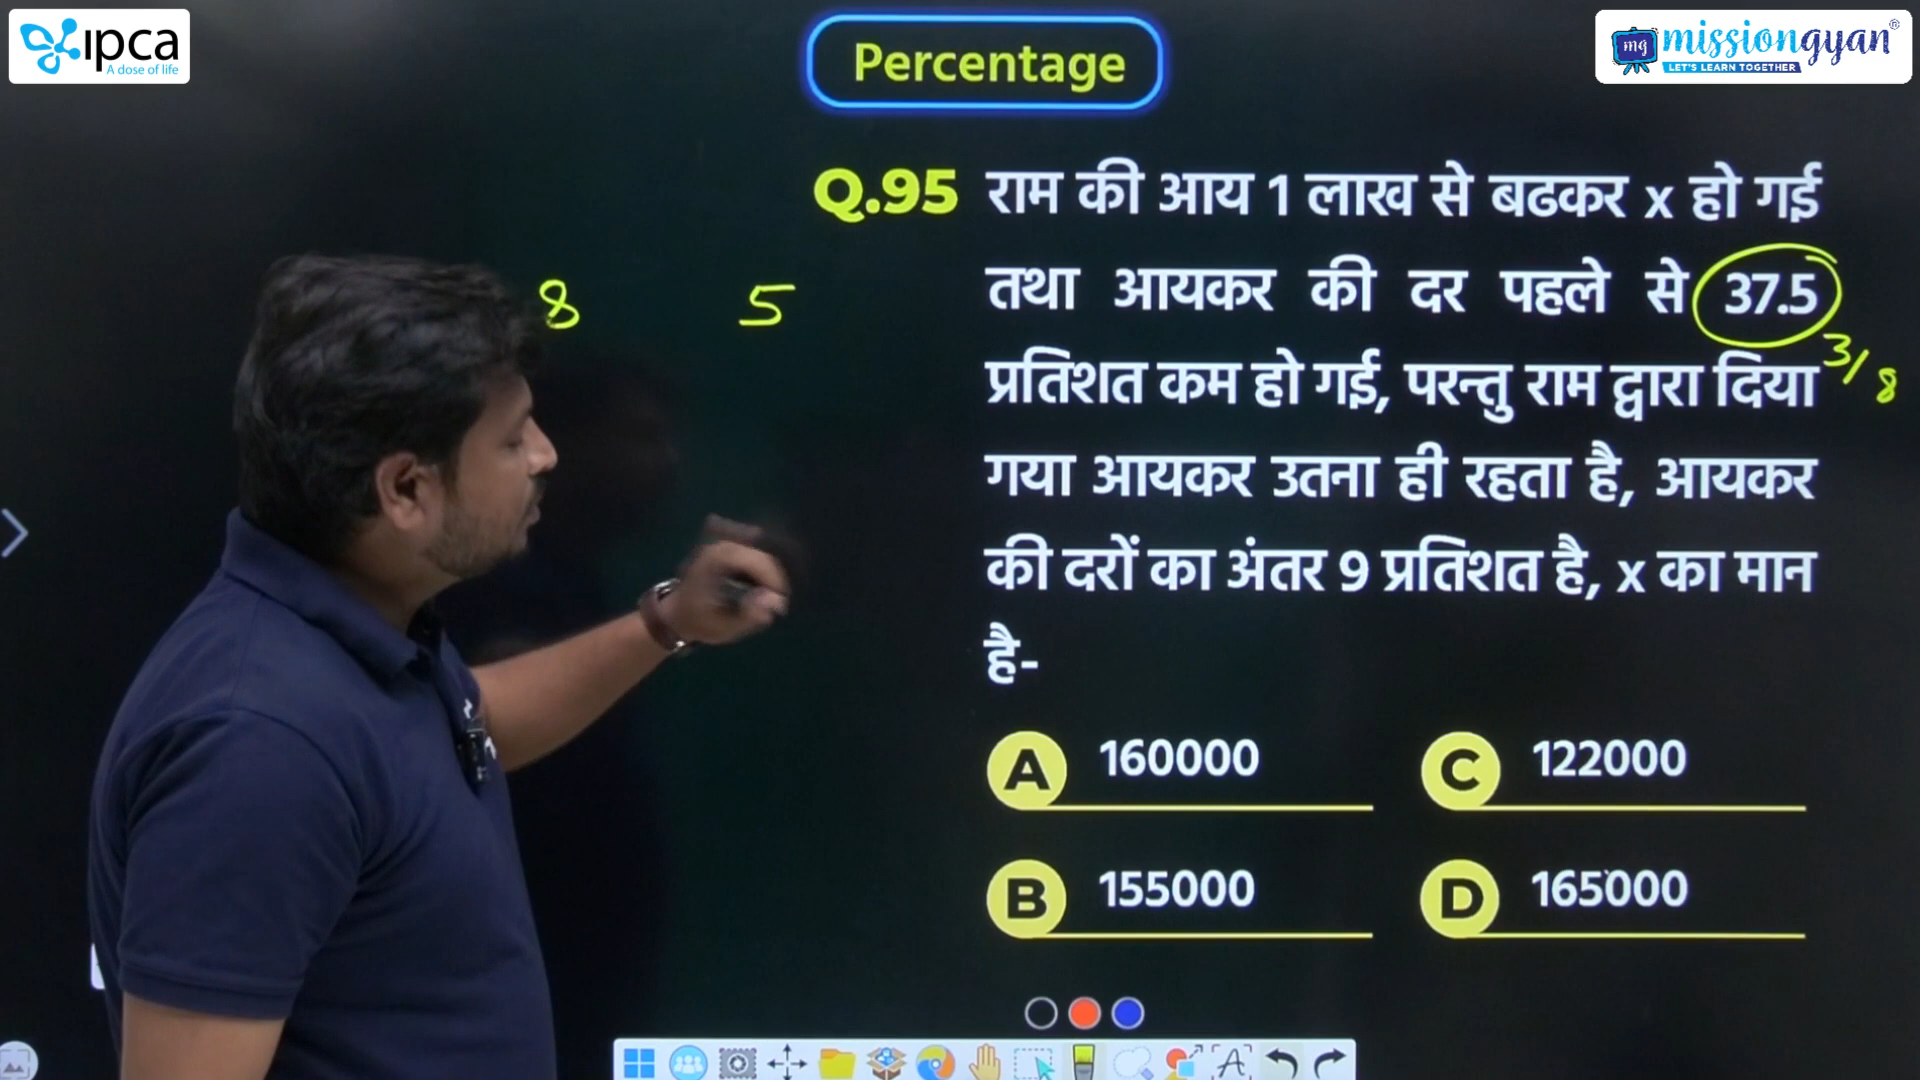 ipca
A dose of life
Percentage
mg missiongyan®
LET'S LEARN TOGETHER
Q.95 राम की आय 1 लाख से बढकर x हो गई
तथा आयकर की दर पहले से 37.5
प्रतिशत कम हो गई, परन्तु राम द्वारा दिया
गया आयकर उतना ही रहता है, आयकर
की दरों का अंतर 9 प्रतिशत है, x का मान
है-
8 5
3/8
A 160000
C 122000
B 155000
D 165000